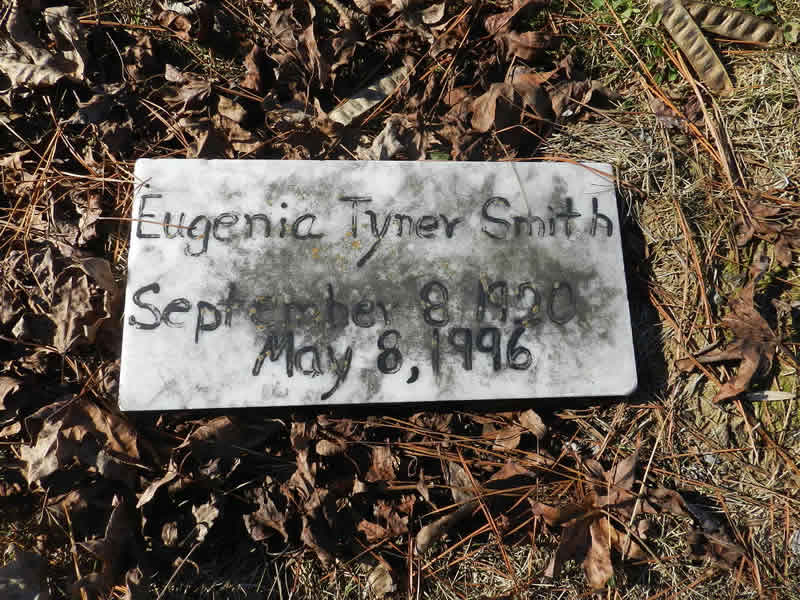 Eugenia Tyner Smith
September 8 1920
May 8, 1996